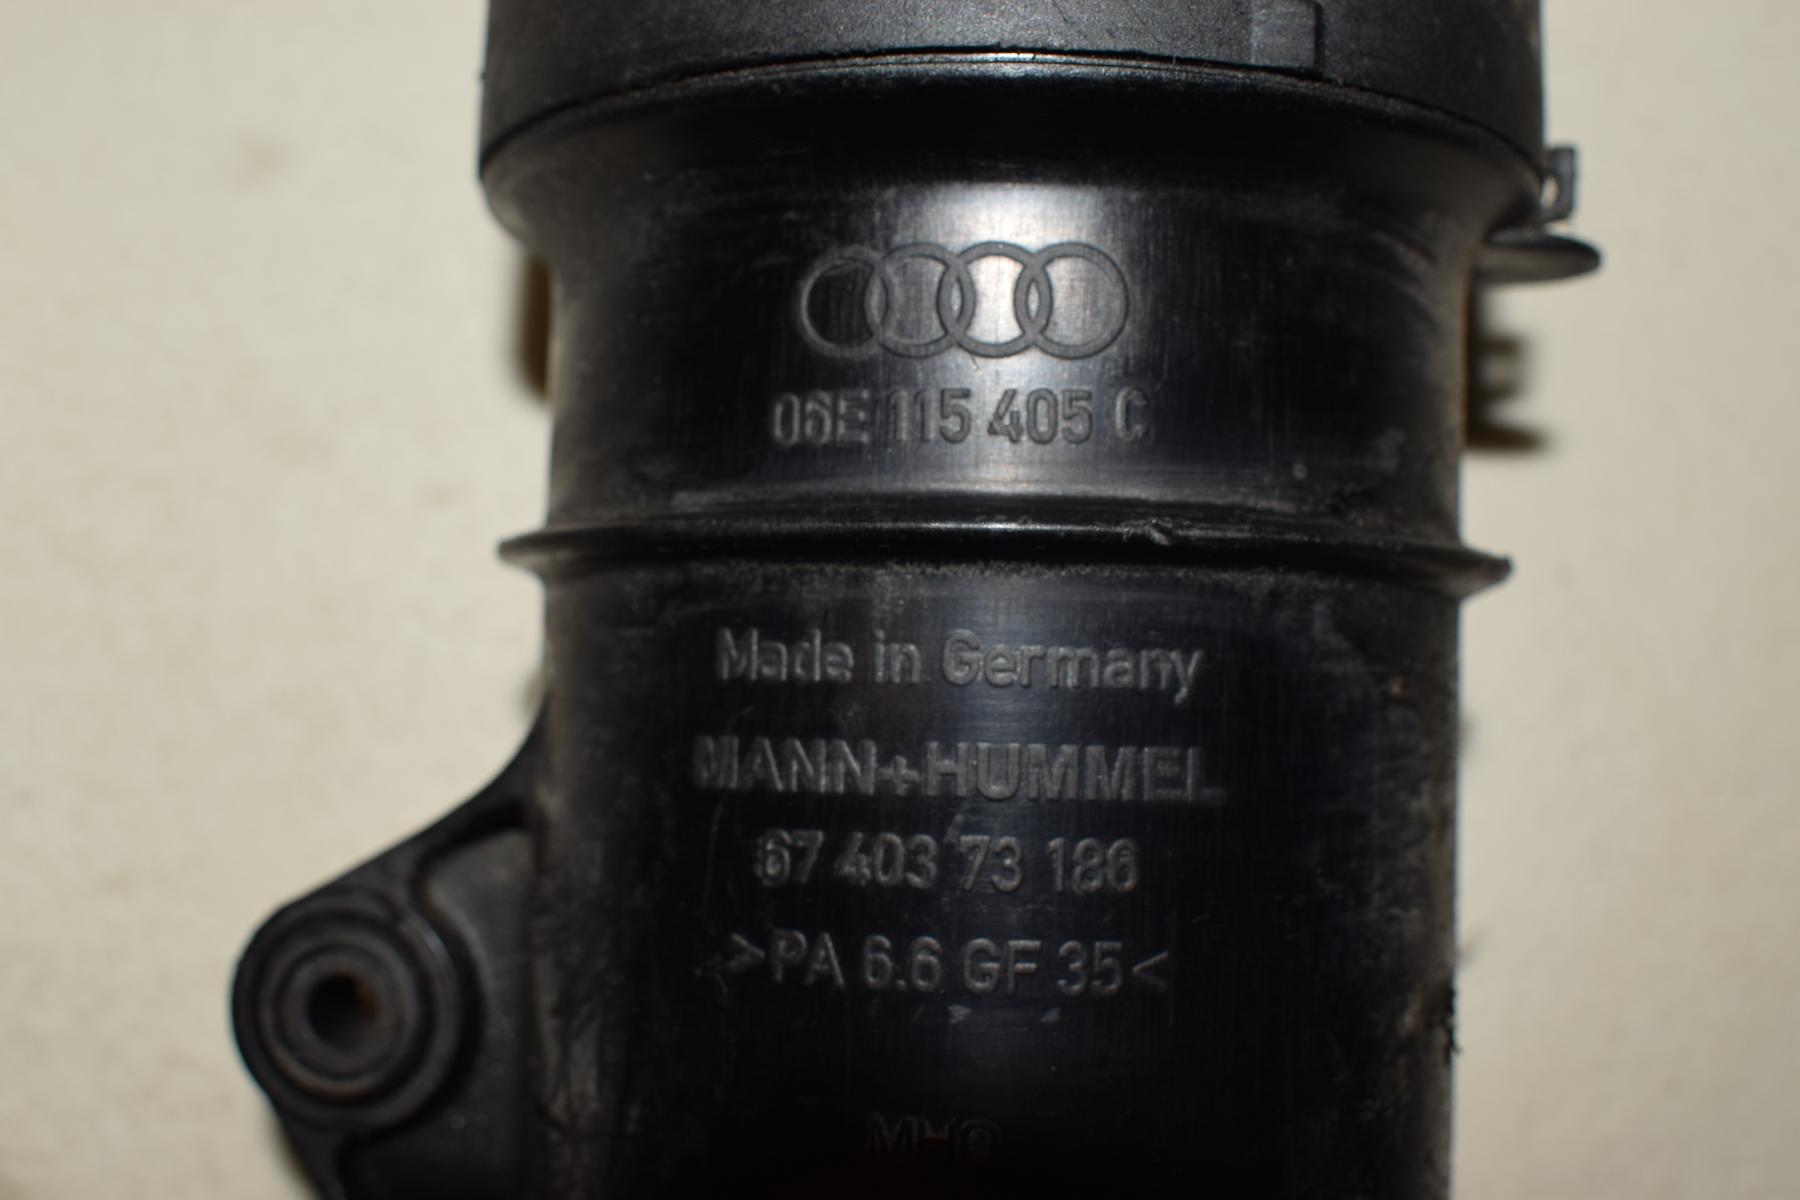 06E 115 405 C
Made in Germany
MANN+HUMMEL
67 403 73 186
>PA 6.6 GF 35<